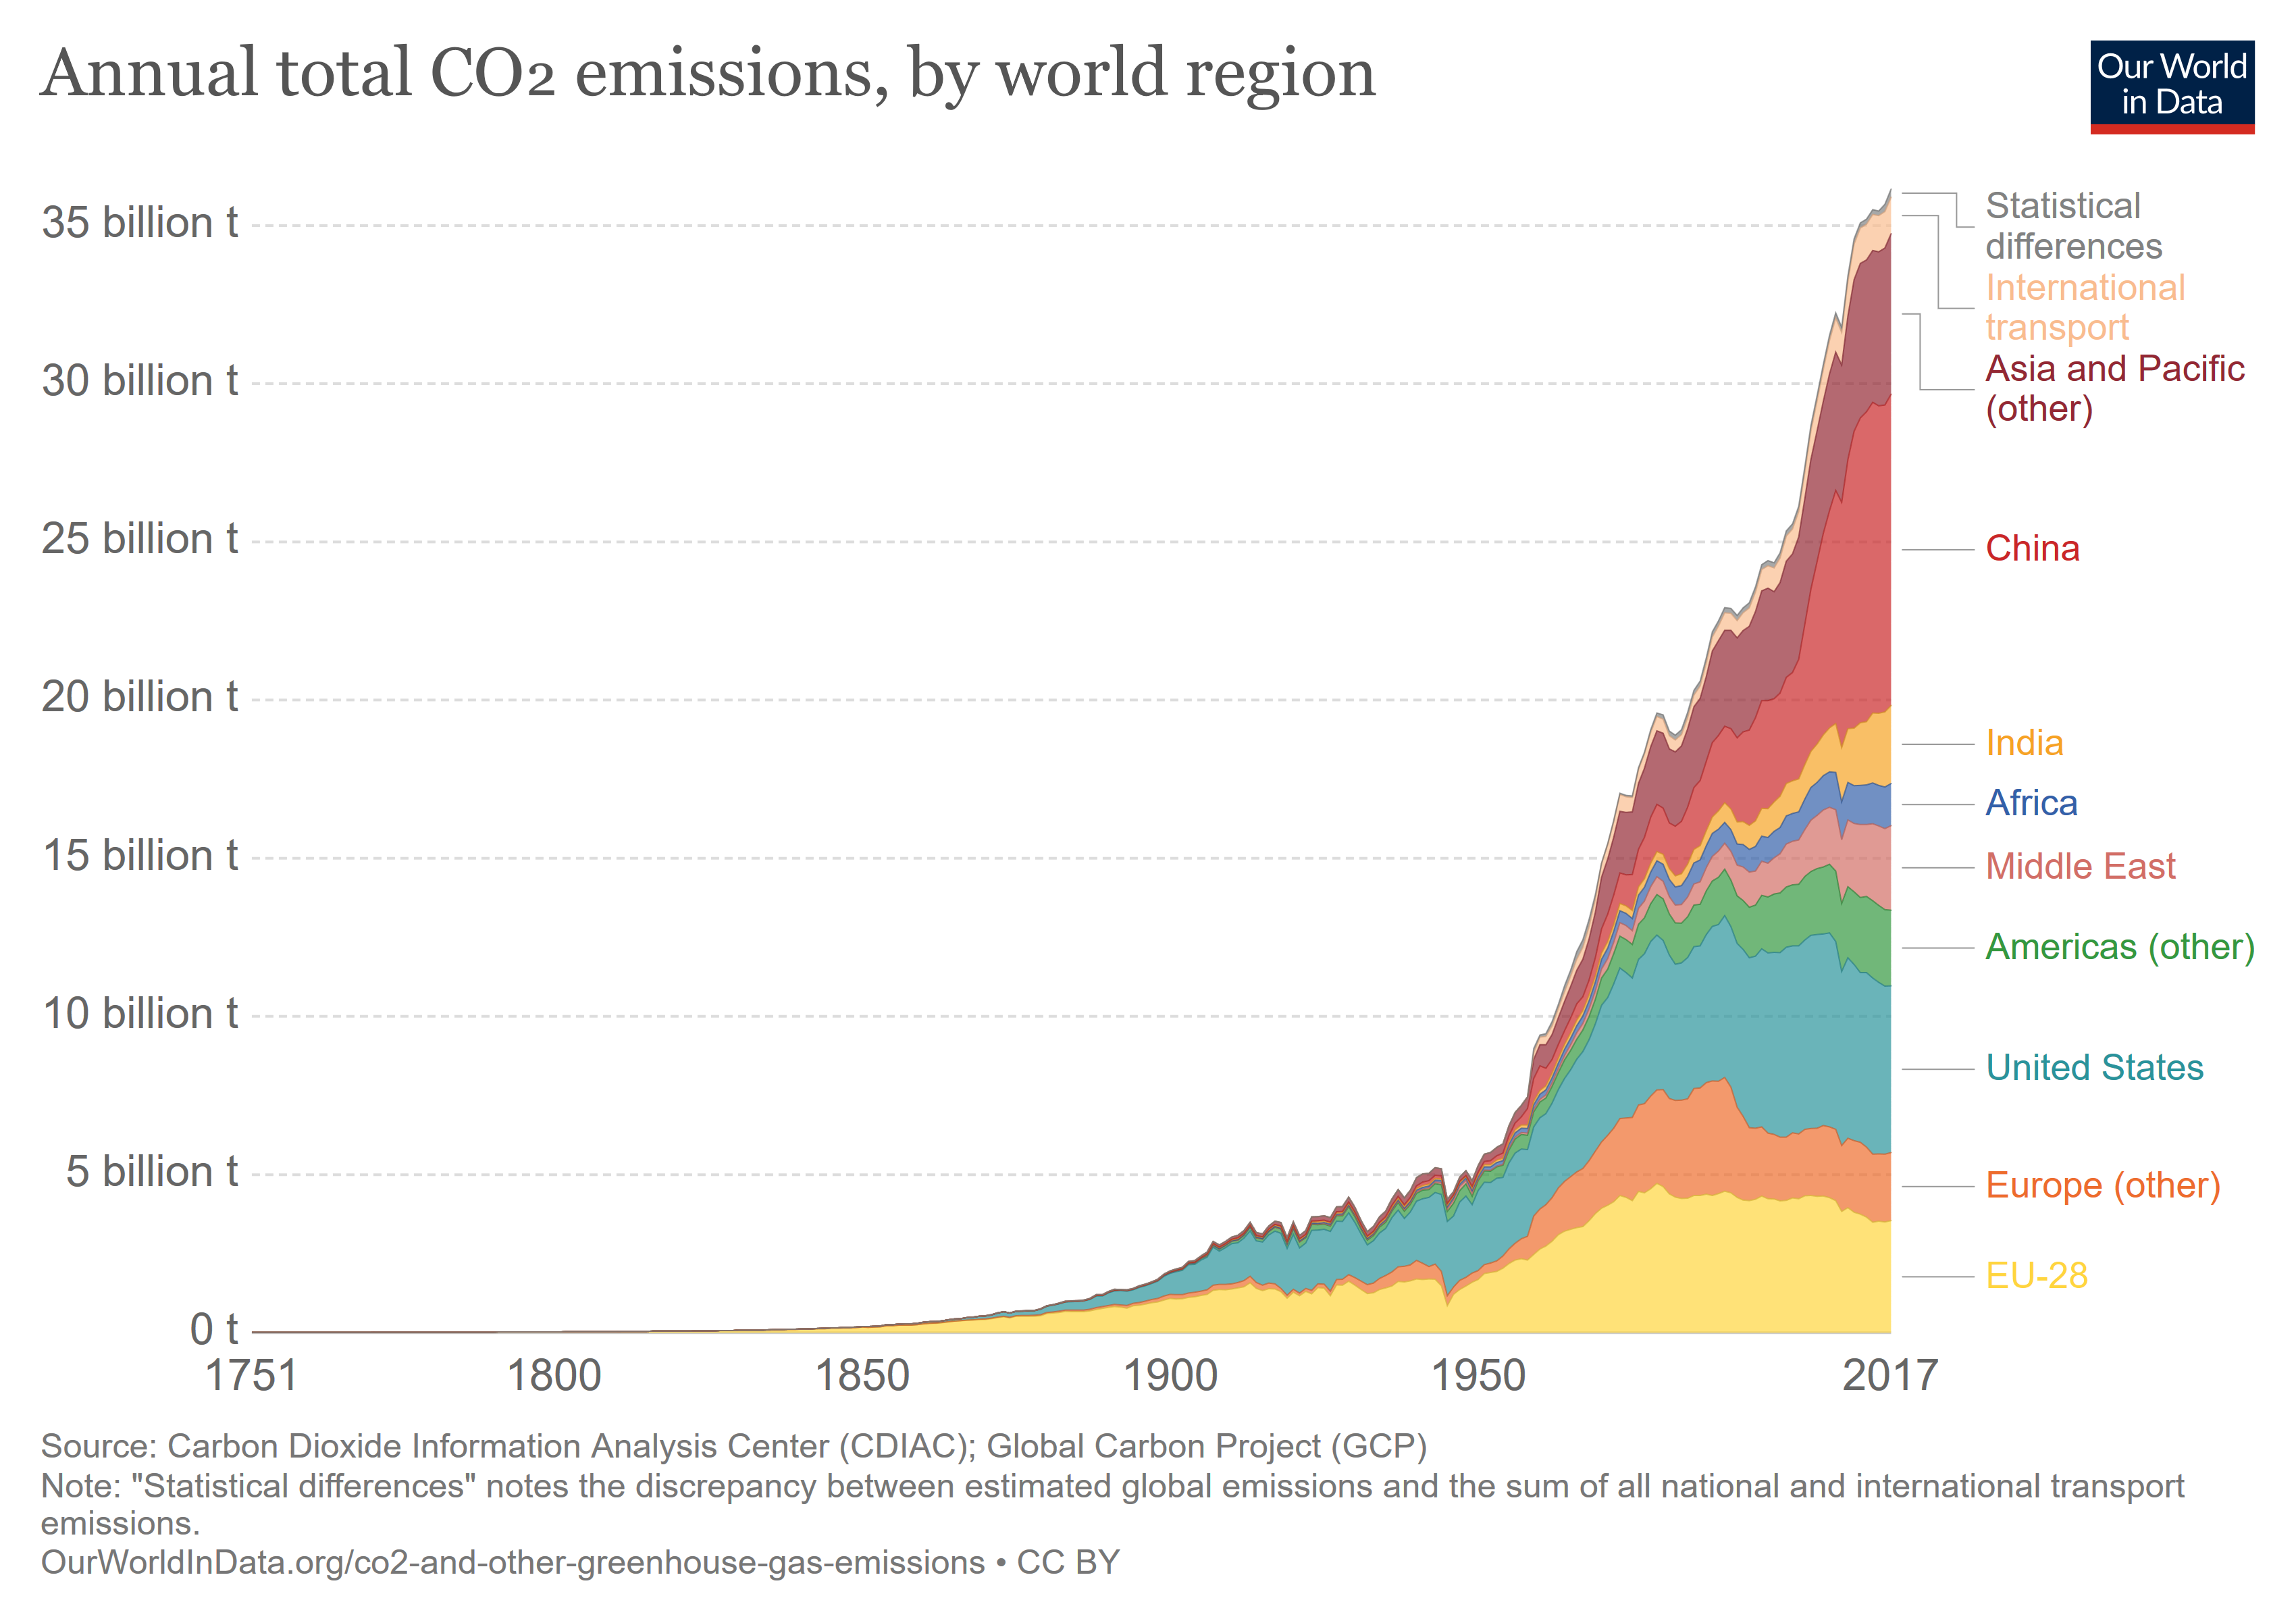 Annual total CO2 emissions, by world region
Our World
in Data
35 billion t
30 billion t
25 billion t
20 billion t
15 billion t
10 billion t
5 billion t
0 t
1751
1800
1850
1900
1950
2017
Statistical
differences
International
transport
Asia and Pacific
(other)
China
India
Africa
Middle East
Americas (other)
United States
Europe (other)
EU-28
Source: Carbon Dioxide Information Analysis Center (CDIAC); Global Carbon Project (GCP)
Note: "Statistical differences" notes the discrepancy between estimated global emissions and the sum of all national and international transport
emissions.
OurWorldInData.org/co2-and-other-greenhouse-gas-emissions • CC BY